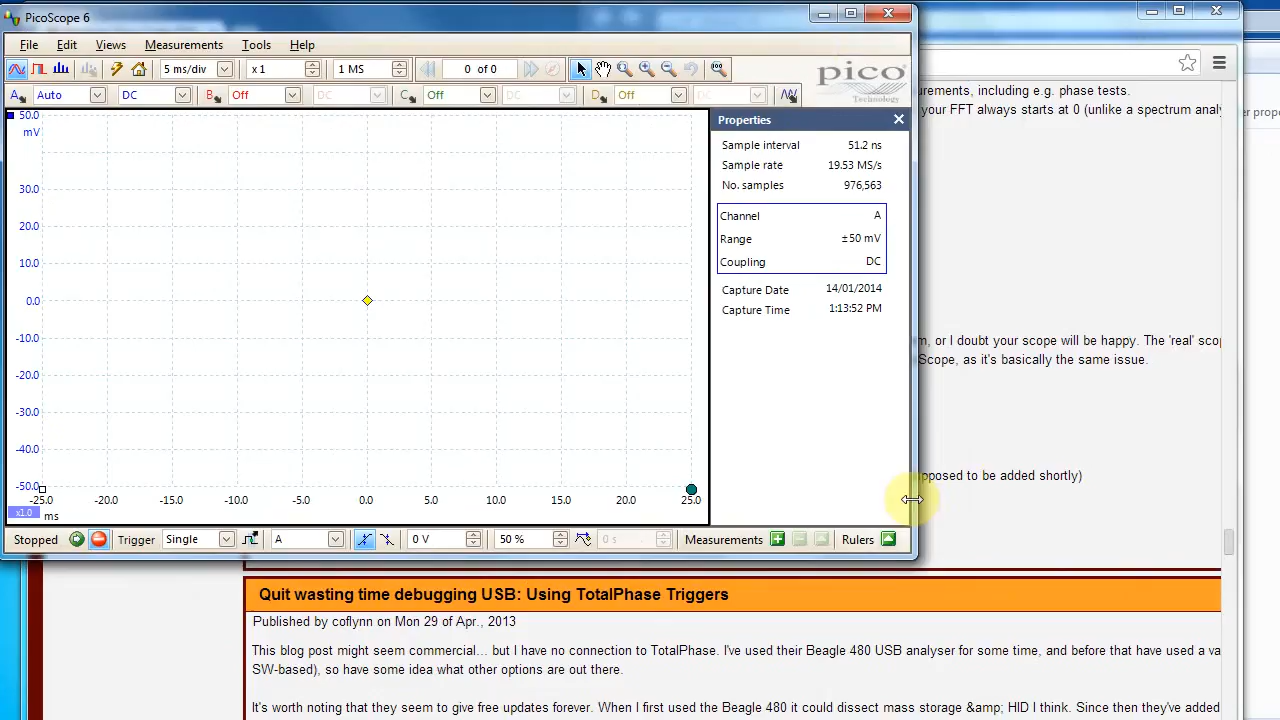 PicoScope 6
File Edit Views Measurements Tools Help
5 ms/div x 1 1 MS 0 of 0
pico
Technology
A Auto DC B Off DC C Off DC D Off DC
50.0
mV
30.0
20.0
10.0
0.0
-10.0
-20.0
-30.0
-40.0
-50.0
-25.0 -20.0 -15.0 -10.0 -5.0 0.0 5.0 10.0 15.0 20.0 25.0
x1.0 ms
Properties
Sample interval 51.2 ns
Sample rate 19.53 MS/s
No. samples 976,563
Channel A
Range ±50 mV
Coupling DC
Capture Date 14/01/2014
Capture Time 1:13:52 PM
Stopped Trigger Single A 0 V 50 % 0 s Measurements Rulers
urements, including e.g. phase tests.
your FFT always starts at 0 (unlike a spectrum analy
er prope
m, or I doubt your scope will be happy. The 'real' scop
Scope, as it's basically the same issue.
pposed to be added shortly)
Quit wasting time debugging USB: Using TotalPhase Triggers
Published by coflynn on Mon 29 of Apr., 2013
This blog post might seem commercial... but I have no connection to TotalPhase. I've used their Beagle 480 USB analyser for some time, and before that have used a va
SW-based), so have some idea what other options are out there.
It's worth noting that they seem to give free updates forever. When I first used the Beagle 480 it could dissect mass storage &amp; HID I think. Since then they've added